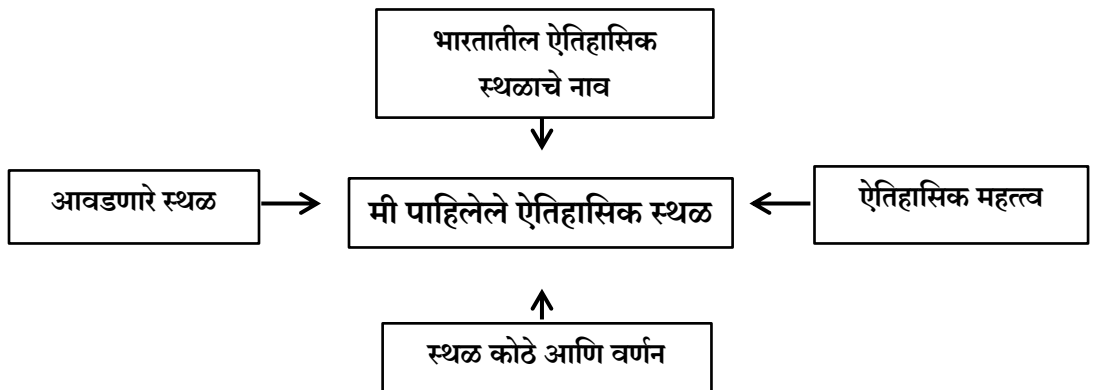 भारतातील ऐतिहासिक
स्थळाचे नाव
आवडणारे स्थळ
मी पाहिलेले ऐतिहासिक स्थळ
ऐतिहासिक महत्त्व
स्थळ कोठे आणि वर्णन